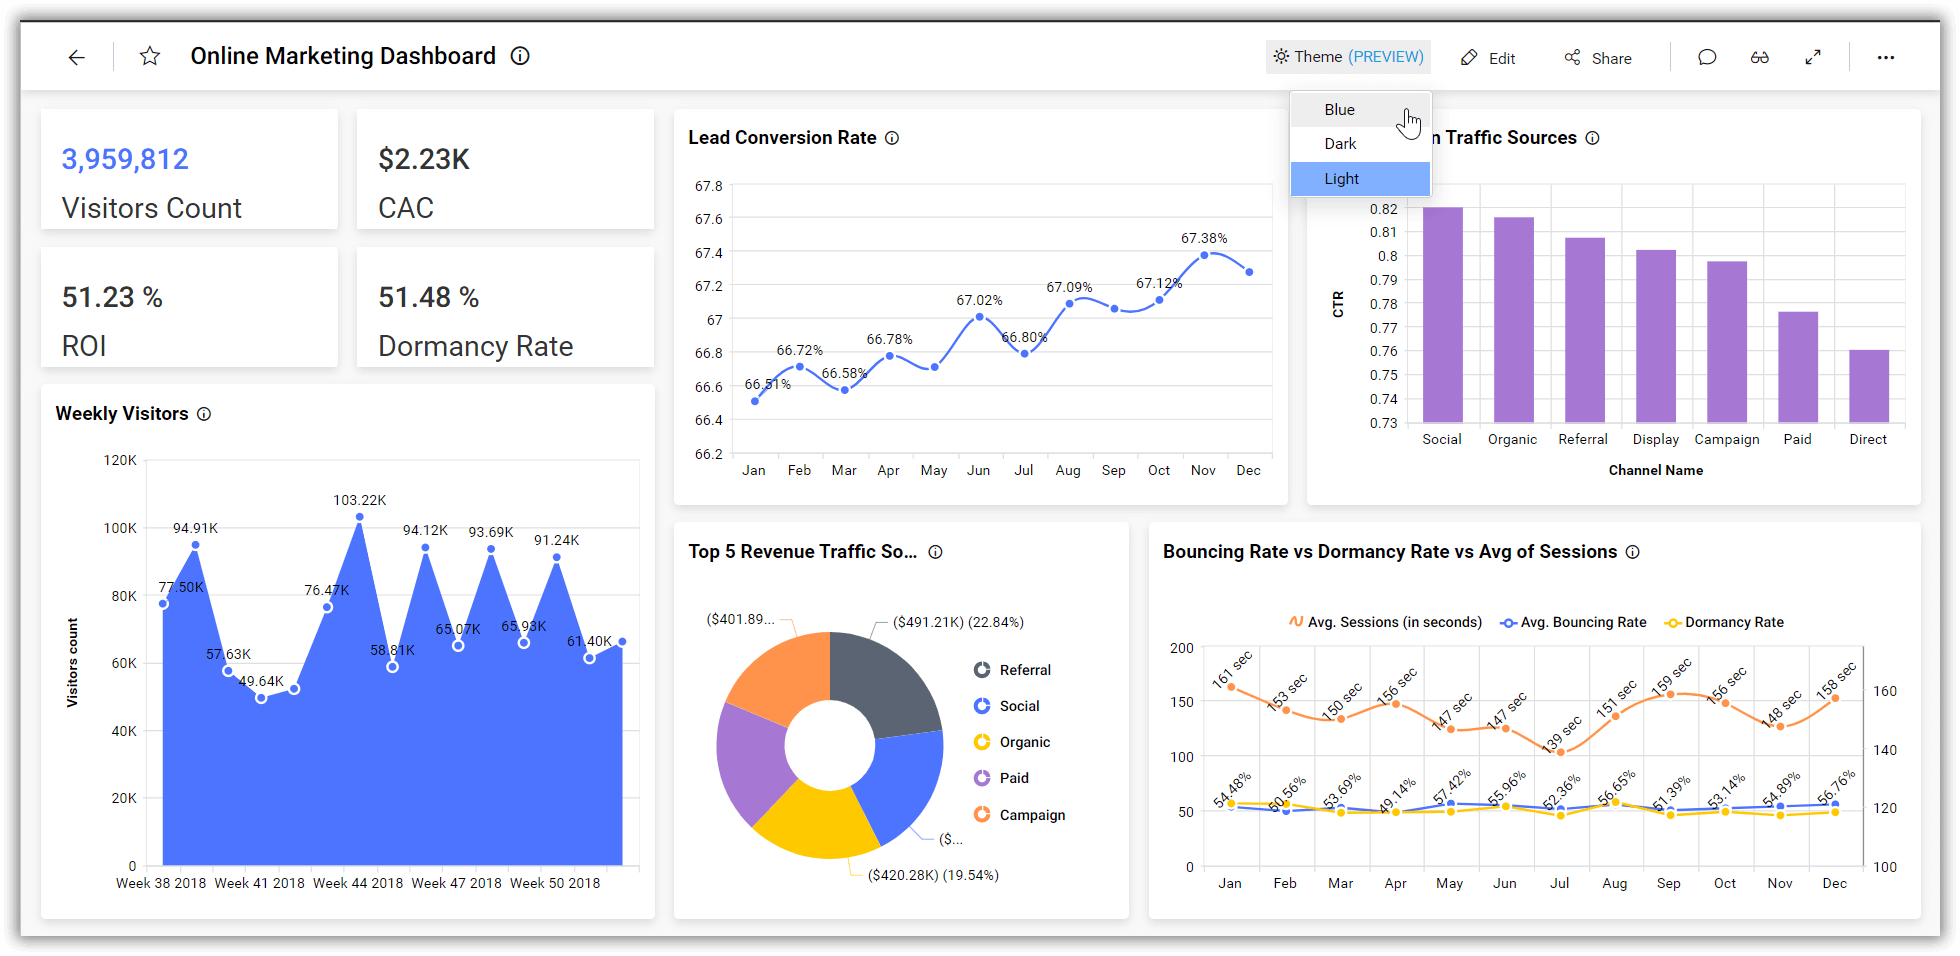 Online Marketing Dashboard
Theme (PREVIEW)
Edit
Share
Blue
Dark
Light
3,959,812
Visitors Count
$2.23K
CAC
51.23 %
ROI
51.48 %
Dormancy Rate
Weekly Visitors
120K
100K
80K
60K
40K
20K
0
Visitors count
77.50K
94.91K
57.63K
49.64K
76.47K
103.22K
58.81K
94.12K
65.07K
93.69K
65.93K
91.24K
61.40K
Week 38 2018
Week 41 2018
Week 44 2018
Week 47 2018
Week 50 2018
Lead Conversion Rate
67.8
67.6
67.4
67.2
67
66.8
66.6
66.4
66.2
66.51%
66.72%
66.58%
66.78%
67.02%
66.80%
67.09%
67.12%
67.38%
Jan
Feb
Mar
Apr
May
Jun
Jul
Aug
Sep
Oct
Nov
Dec
n Traffic Sources
0.82
0.81
0.8
0.79
0.78
0.77
0.76
0.75
0.74
0.73
CTR
Social
Organic
Referral
Display
Campaign
Paid
Direct
Channel Name
Top 5 Revenue Traffic So...
($401.89...
($491.21K) (22.84%)
($...
($420.28K) (19.54%)
Referral
Social
Organic
Paid
Campaign
Bouncing Rate vs Dormancy Rate vs Avg of Sessions
Avg. Sessions (in seconds)
Avg. Bouncing Rate
Dormancy Rate
200
150
100
50
0
161 sec
153 sec
150 sec
156 sec
147 sec
147 sec
139 sec
151 sec
159 sec
156 sec
148 sec
158 sec
54.48%
50.56%
53.69%
49.14%
57.42%
55.96%
52.36%
56.65%
51.39%
53.14%
54.89%
56.76%
160
140
120
100
Jan
Feb
Mar
Apr
May
Jun
Jul
Aug
Sep
Oct
Nov
Dec